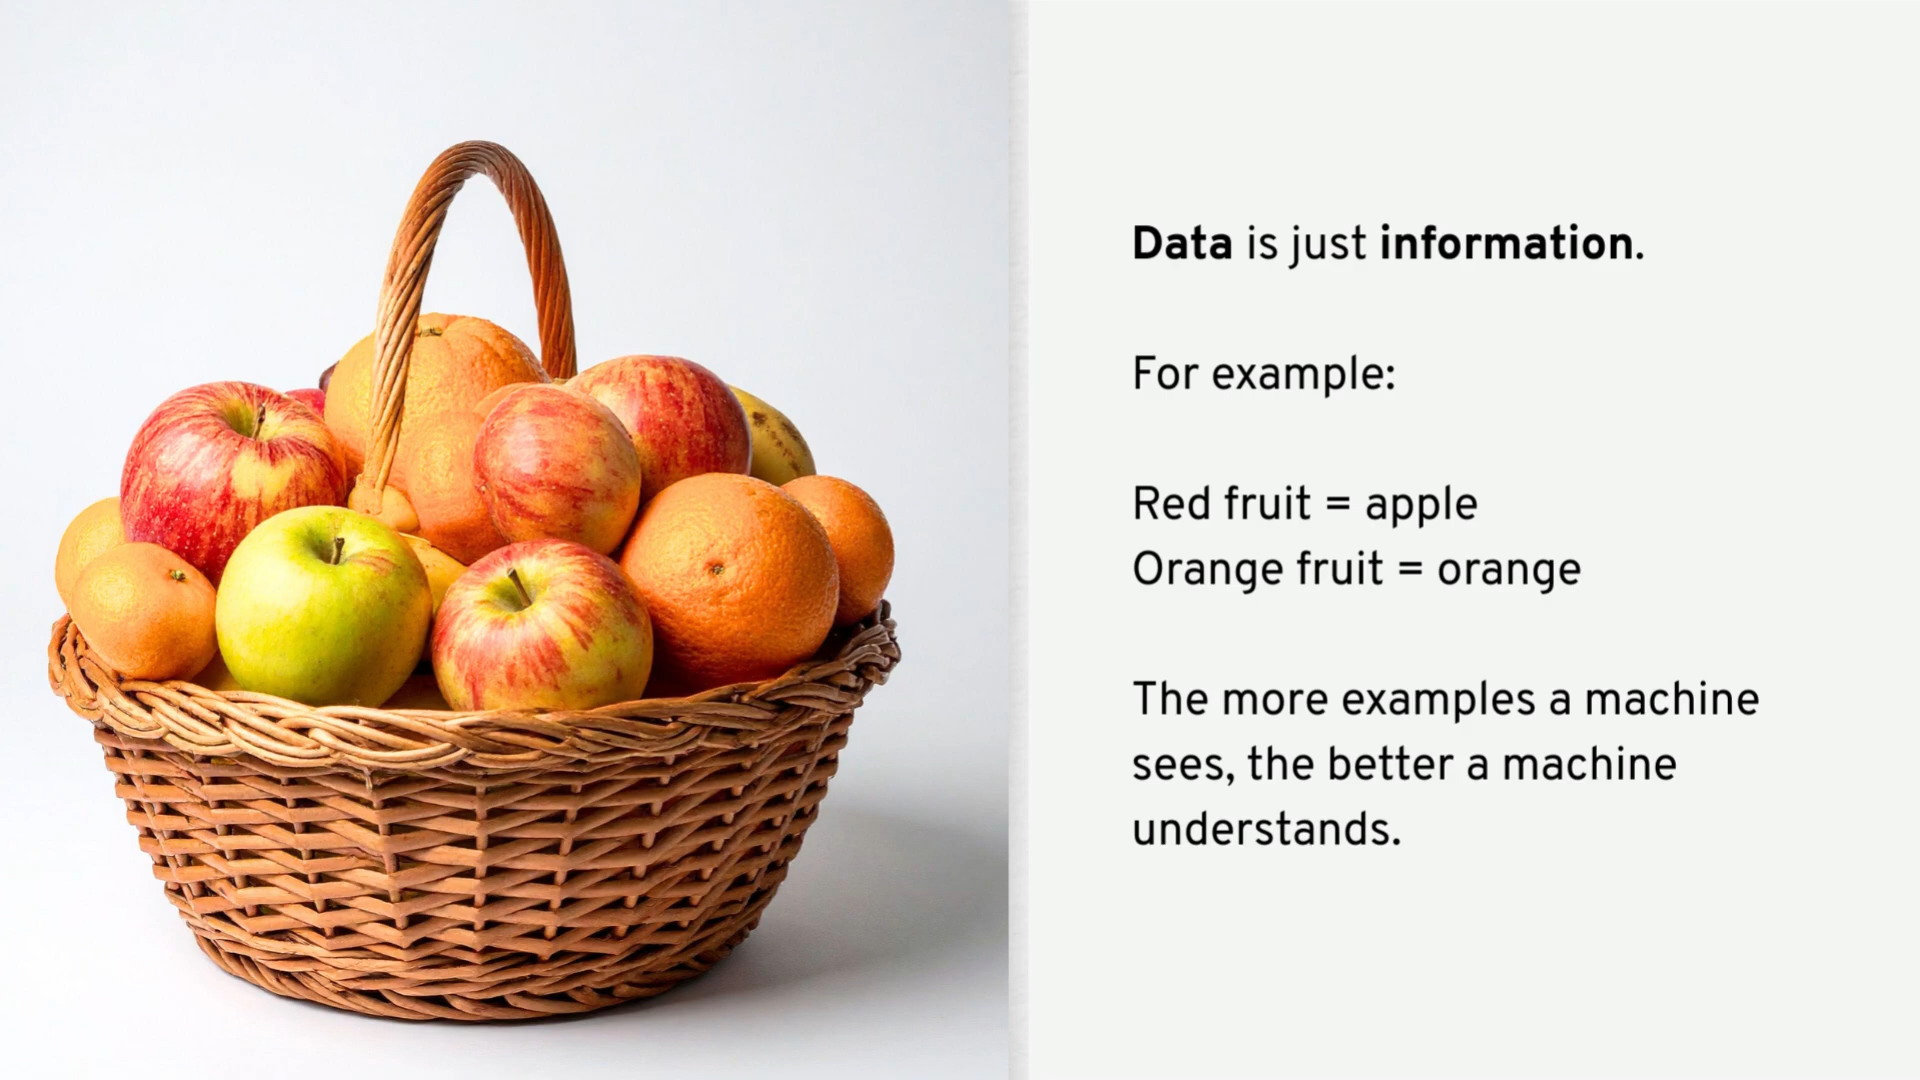 Data is just information.
For example:
Red fruit = apple
Orange fruit = orange
The more examples a machine
sees, the better a machine
understands.